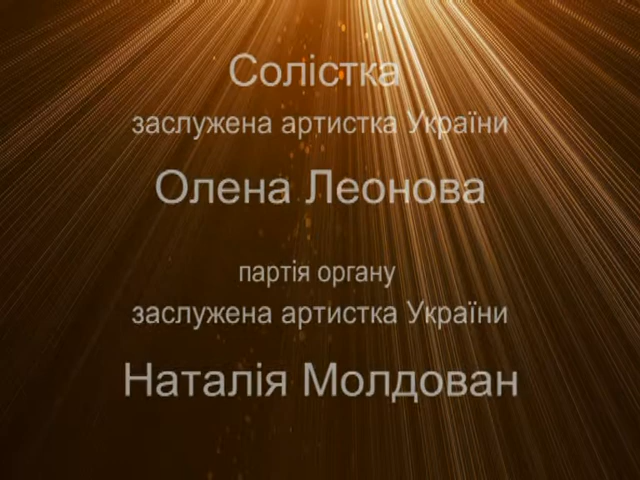 Солістка
заслужена артистка України
Олена Леонова
партія органу
заслужена артистка України
Наталія Молдован